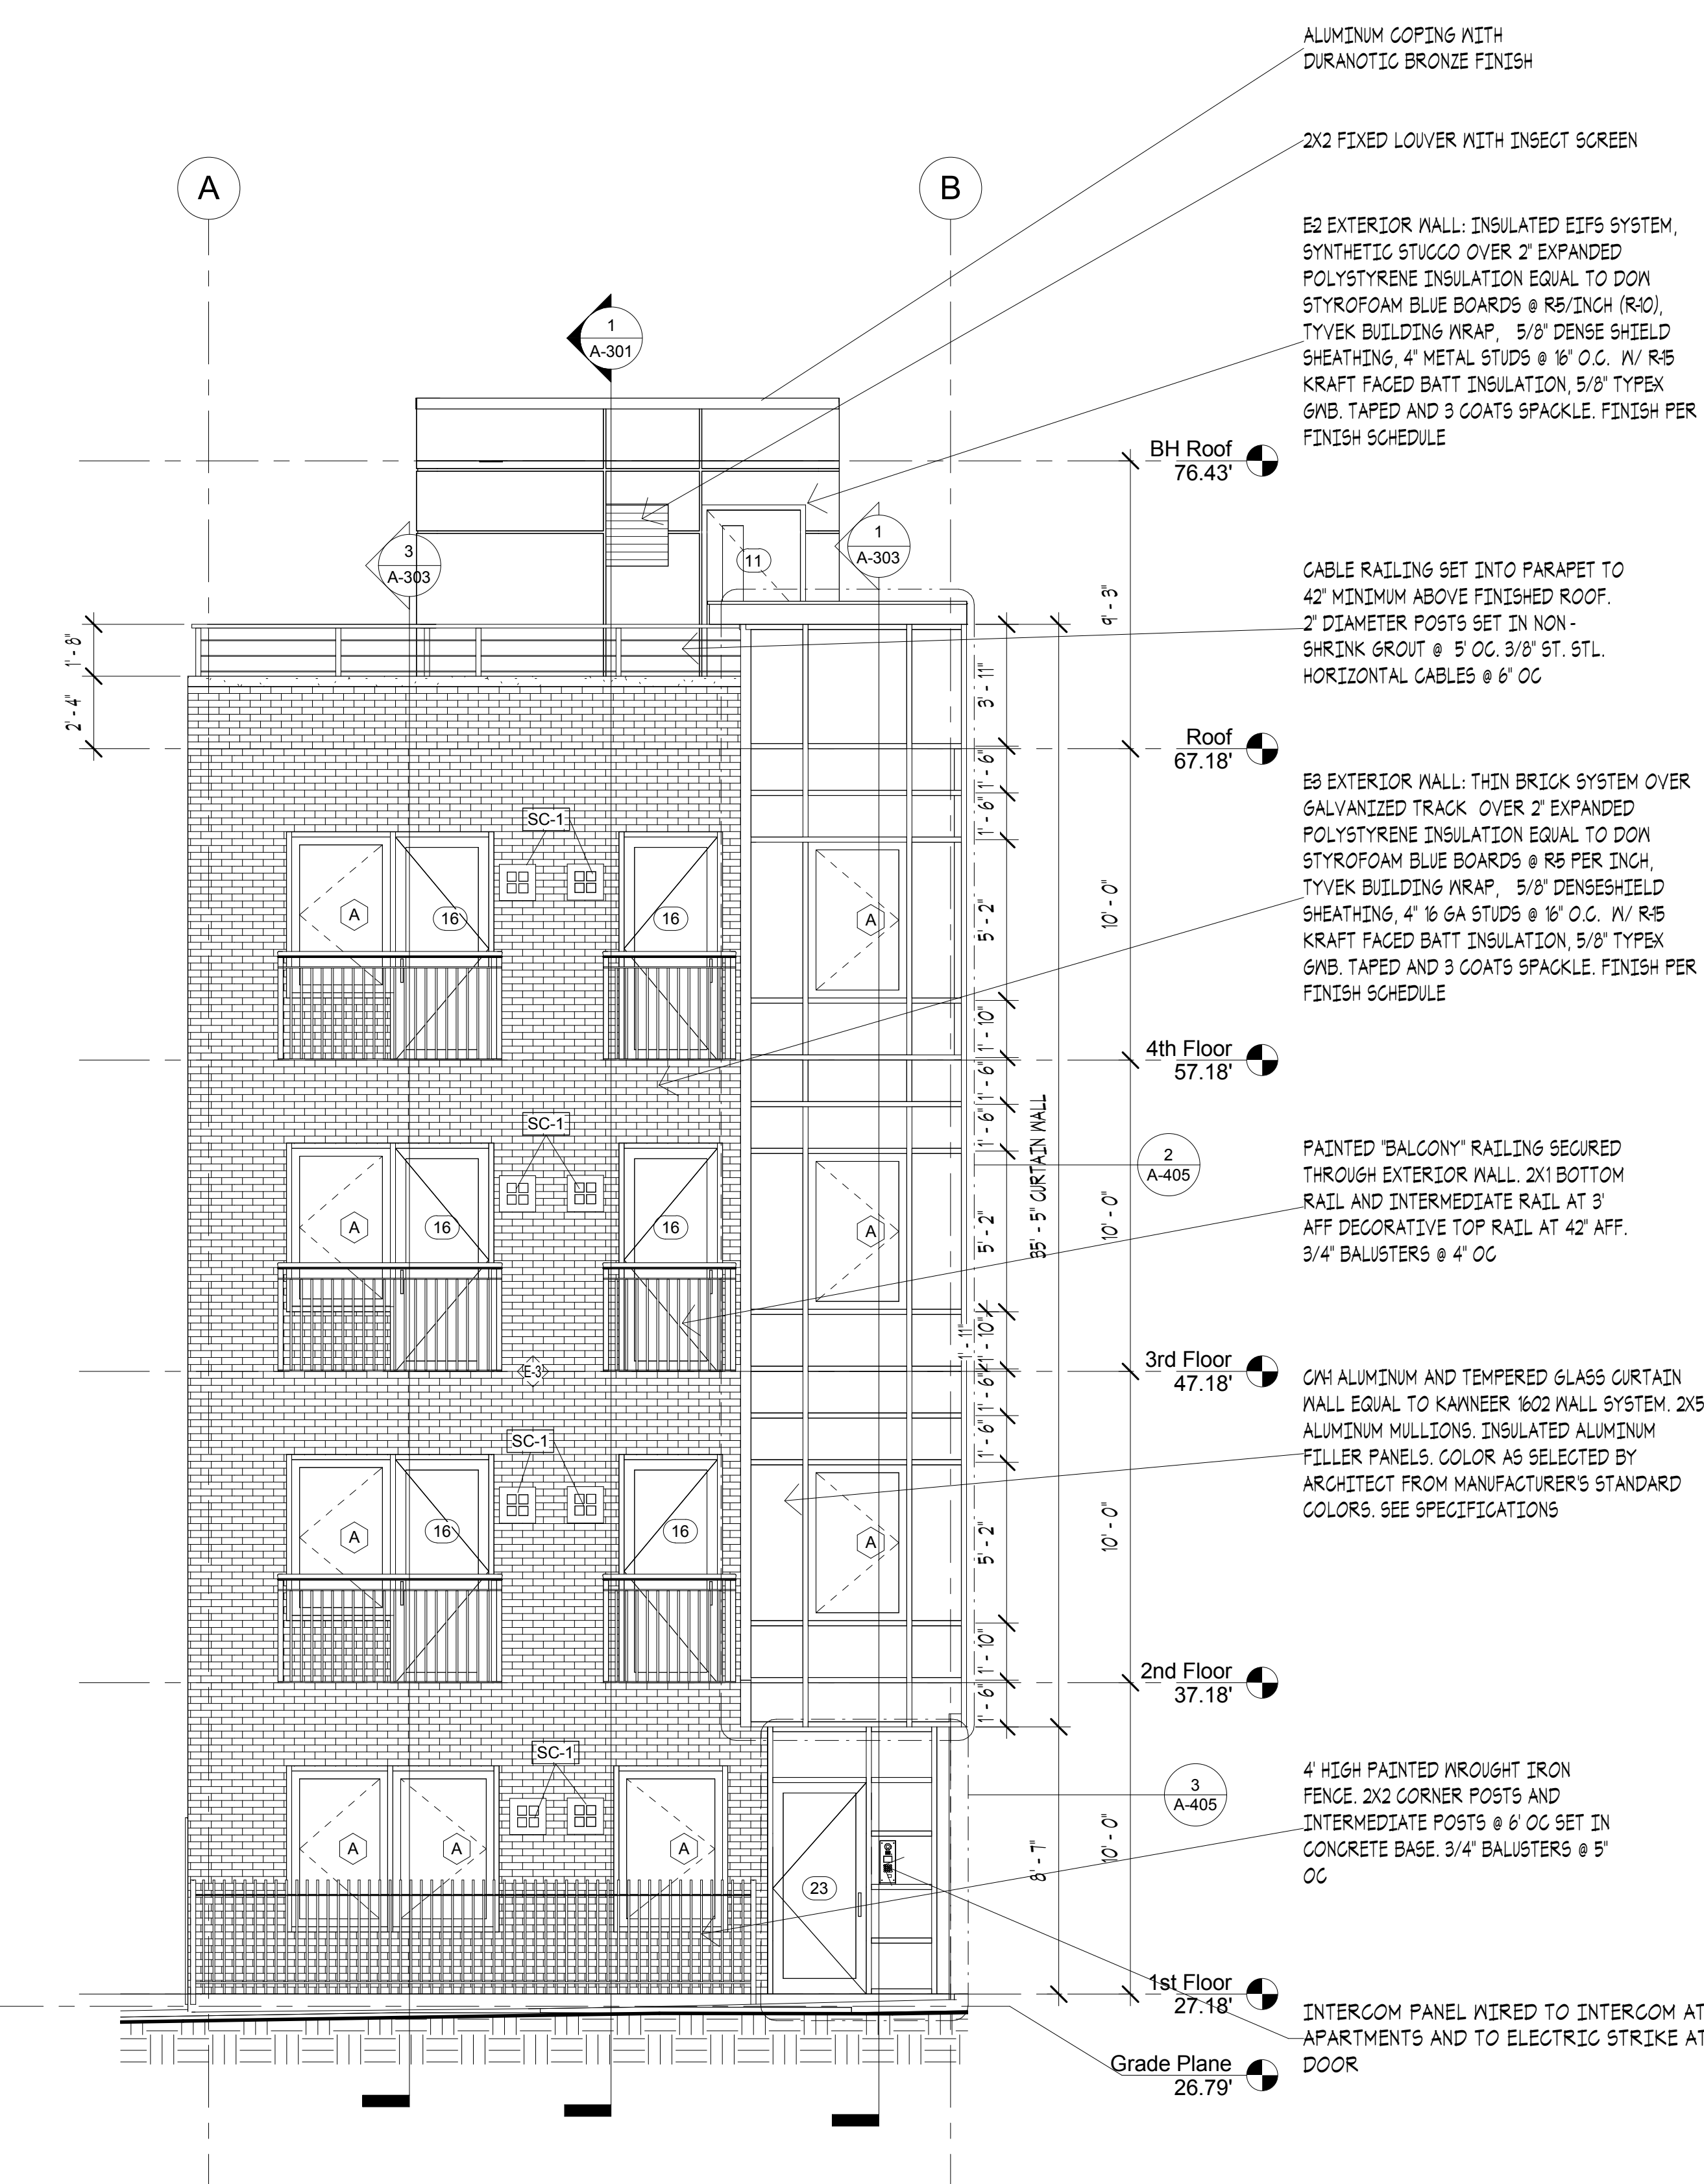 ALUMINUM COPING WITH
DURANOTIC BRONZE FINISH
2X2 FIXED LOUVER WITH INSECT SCREEN
A
B
E2 EXTERIOR WALL: INSULATED EIFS SYSTEM,
SYNTHETIC STUCCO OVER 2" EXPANDED
POLYSTYRENE INSULATION EQUAL TO DOW
STYROFOAM BLUE BOARDS @ R5/INCH (R-10),
TYVEK BUILDING WRAP, 5/8" DENSE SHIELD
SHEATHING, 4" METAL STUDS @ 16" O.C. W/ R-15
KRAFT FACED BATT INSULATION, 5/8" TYPE-X
GWB. TAPED AND 3 COATS SPACKLE. FINISH PER
FINISH SCHEDULE
1
A-301
BH Roof
76.43'
3
A-303
11
1
A-303
9' - 3"
CABLE RAILING SET INTO PARAPET TO
42" MINIMUM ABOVE FINISHED ROOF.
2" DIAMETER POSTS SET IN NON -
SHRINK GROUT @ 5' OC. 3/8" ST. STL.
HORIZONTAL CABLES @ 6" OC
1' - 8"
2' - 4"
3' - 11"
Roof
67.18'
1' - 6"
1' - 6"
E3 EXTERIOR WALL: THIN BRICK SYSTEM OVER
GALVANIZED TRACK OVER 2" EXPANDED
POLYSTYRENE INSULATION EQUAL TO DOW
STYROFOAM BLUE BOARDS @ R5 PER INCH,
TYVEK BUILDING WRAP, 5/8" DENSESHIELD
SHEATHING, 4" 16 GA STUDS @ 16" O.C. W/ R-15
KRAFT FACED BATT INSULATION, 5/8" TYPE-X
GWB. TAPED AND 3 COATS SPACKLE. FINISH PER
FINISH SCHEDULE
SC-1
A
16
16
A
5' - 2"
10' - 0"
1' - 10"
4th Floor
57.18'
1' - 6"
1' - 6"
SC-1
35' - 5" CURTAIN WALL
2
A-405
PAINTED "BALCONY" RAILING SECURED
THROUGH EXTERIOR WALL. 2X1 BOTTOM
RAIL AND INTERMEDIATE RAIL AT 3'
AFF DECORATIVE TOP RAIL AT 42" AFF.
3/4" BALUSTERS @ 4" OC
A
16
16
A
5' - 2"
10' - 0"
1' - 11"
1' - 10"
E-3
3rd Floor
47.18'
1' - 6"
1' - 6"
CW-1 ALUMINUM AND TEMPERED GLASS CURTAIN
WALL EQUAL TO KAWNEER 1602 WALL SYSTEM. 2X5
ALUMINUM MULLIONS. INSULATED ALUMINUM
FILLER PANELS. COLOR AS SELECTED BY
ARCHITECT FROM MANUFACTURER'S STANDARD
COLORS. SEE SPECIFICATIONS
SC-1
A
16
16
A
5' - 2"
10' - 0"
1' - 10"
2nd Floor
37.18'
1' - 6"
SC-1
3
A-405
4' HIGH PAINTED WROUGHT IRON
FENCE. 2X2 CORNER POSTS AND
INTERMEDIATE POSTS @ 6' OC SET IN
CONCRETE BASE. 3/4" BALUSTERS @ 5"
OC
A
A
A
23
8' - 7"
10' - 0"
1st Floor
27.18'
INTERCOM PANEL WIRED TO INTERCOM AT
APARTMENTS AND TO ELECTRIC STRIKE AT
DOOR
Grade Plane
26.79'